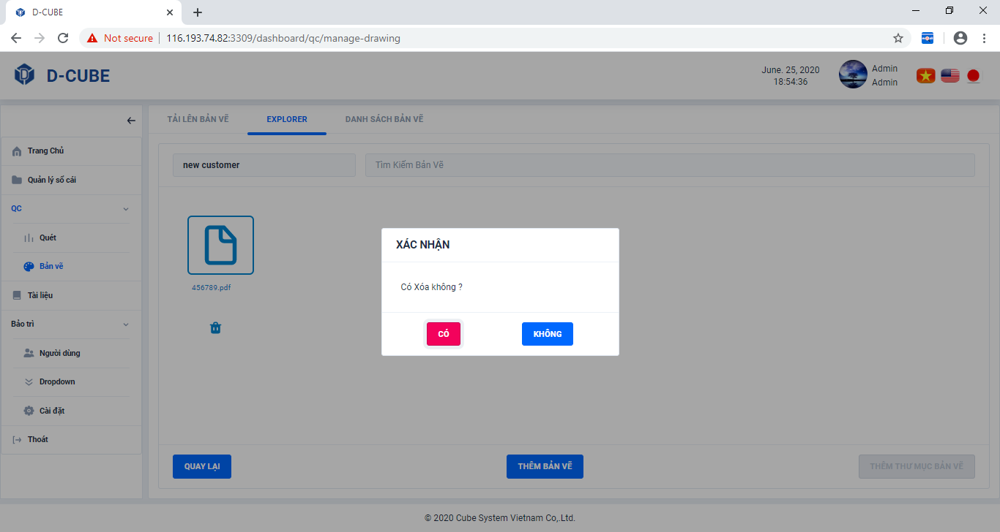 D-CUBE
Not secure
116.193.74.82:3309/dashboard/qc/manage-drawing
D-CUBE
June. 25, 2020
18:54:36
Admin
Admin
TẢI LÊN BẢN VẼ
EXPLORER
DANH SÁCH BẢN VẼ
Trang Chủ
Quản lý sổ cái
QC
Quét
Bản vẽ
Tài liệu
Bảo trì
Người dùng
Dropdown
Cài đặt
Thoát
new customer
Tìm Kiếm Bản Vẽ
456789.pdf
XÁC NHẬN
Có Xóa không ?
CÓ
KHÔNG
QUAY LẠI
THÊM BẢN VẼ
THÊM THƯ MỤC BẢN VẼ
© 2020 Cube System Vietnam Co,.Ltd.